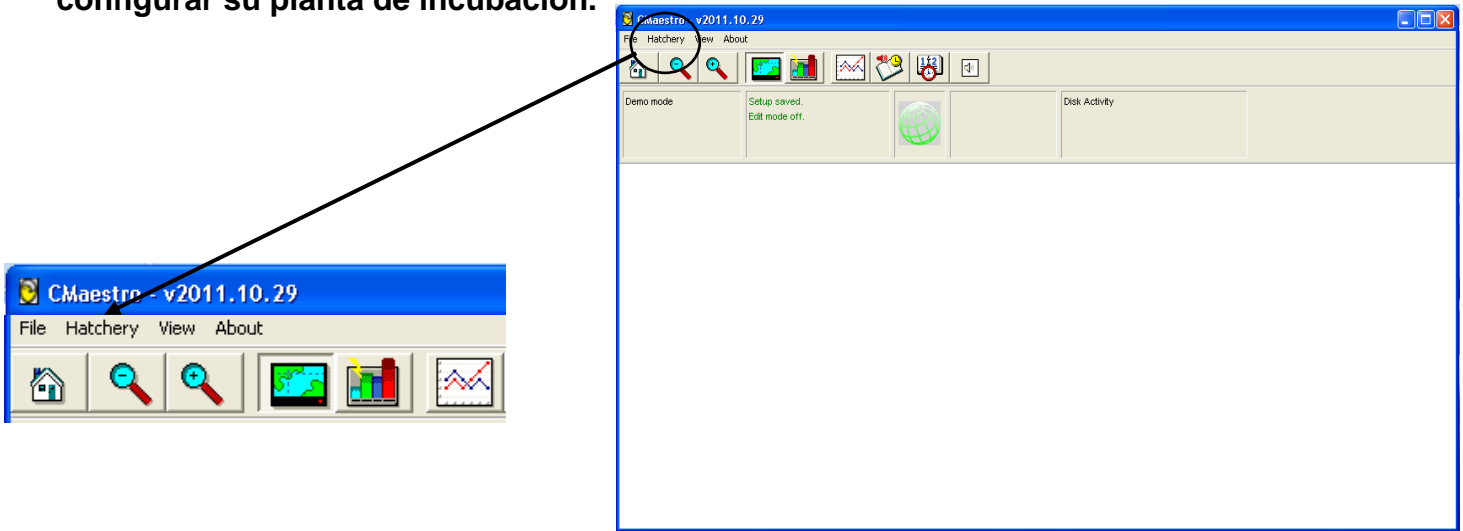 configurar su planta de incubación.
CMaestro - v2011.10.29
File Hatchery View About
Demo mode
Setup saved.
Edit mode off.
Disk Activity
CMaestro - v2011.10.29
File Hatchery View About